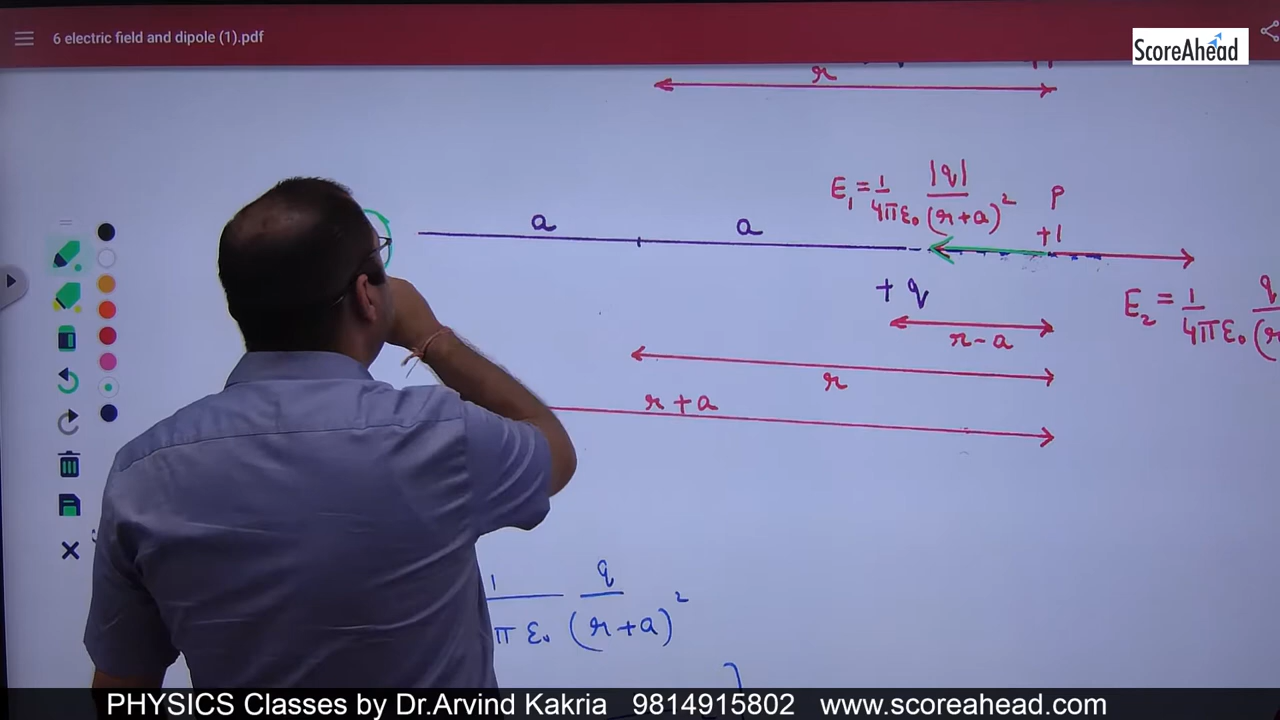 6 electric field and dipole (1).pdf
ScoreAhead
r
E₁ = 1/4πε₀ |q|/(r+a)²
P
+1
a
a
+ q
E₂ = 1/4πε₀ q/(r
r-a
r
r+a
1/πε₀ q/(r+a)²
PHYSICS Classes by Dr.Arvind Kakria 9814915802 www.scoreahead.com